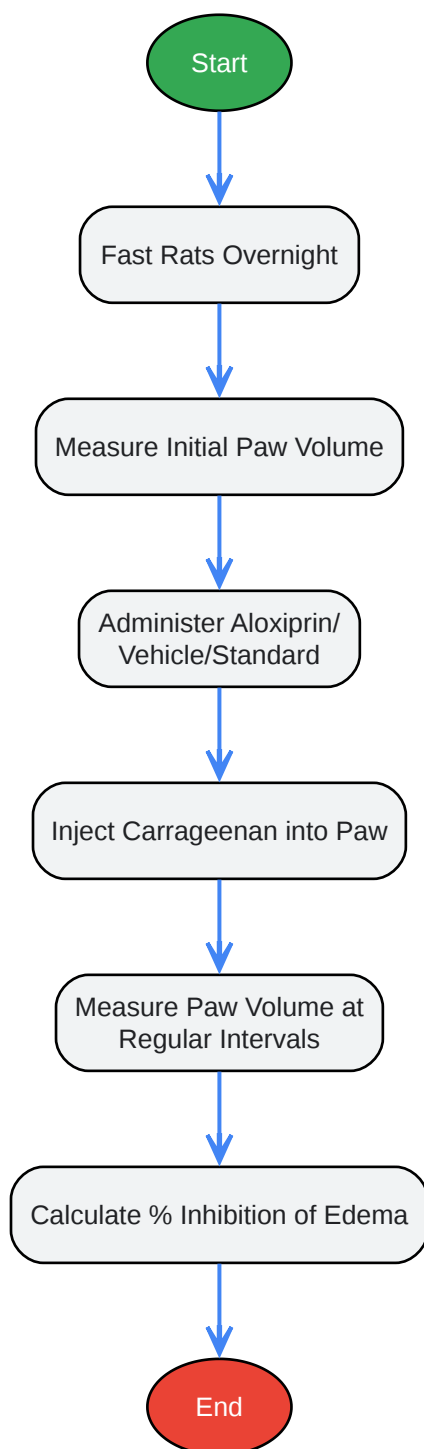 Start
Fast Rats Overnight
Measure Initial Paw Volume
Administer Aloxiprin/
Vehicle/Standard
Inject Carrageenan into Paw
Measure Paw Volume at
Regular Intervals
Calculate % Inhibition of Edema
End